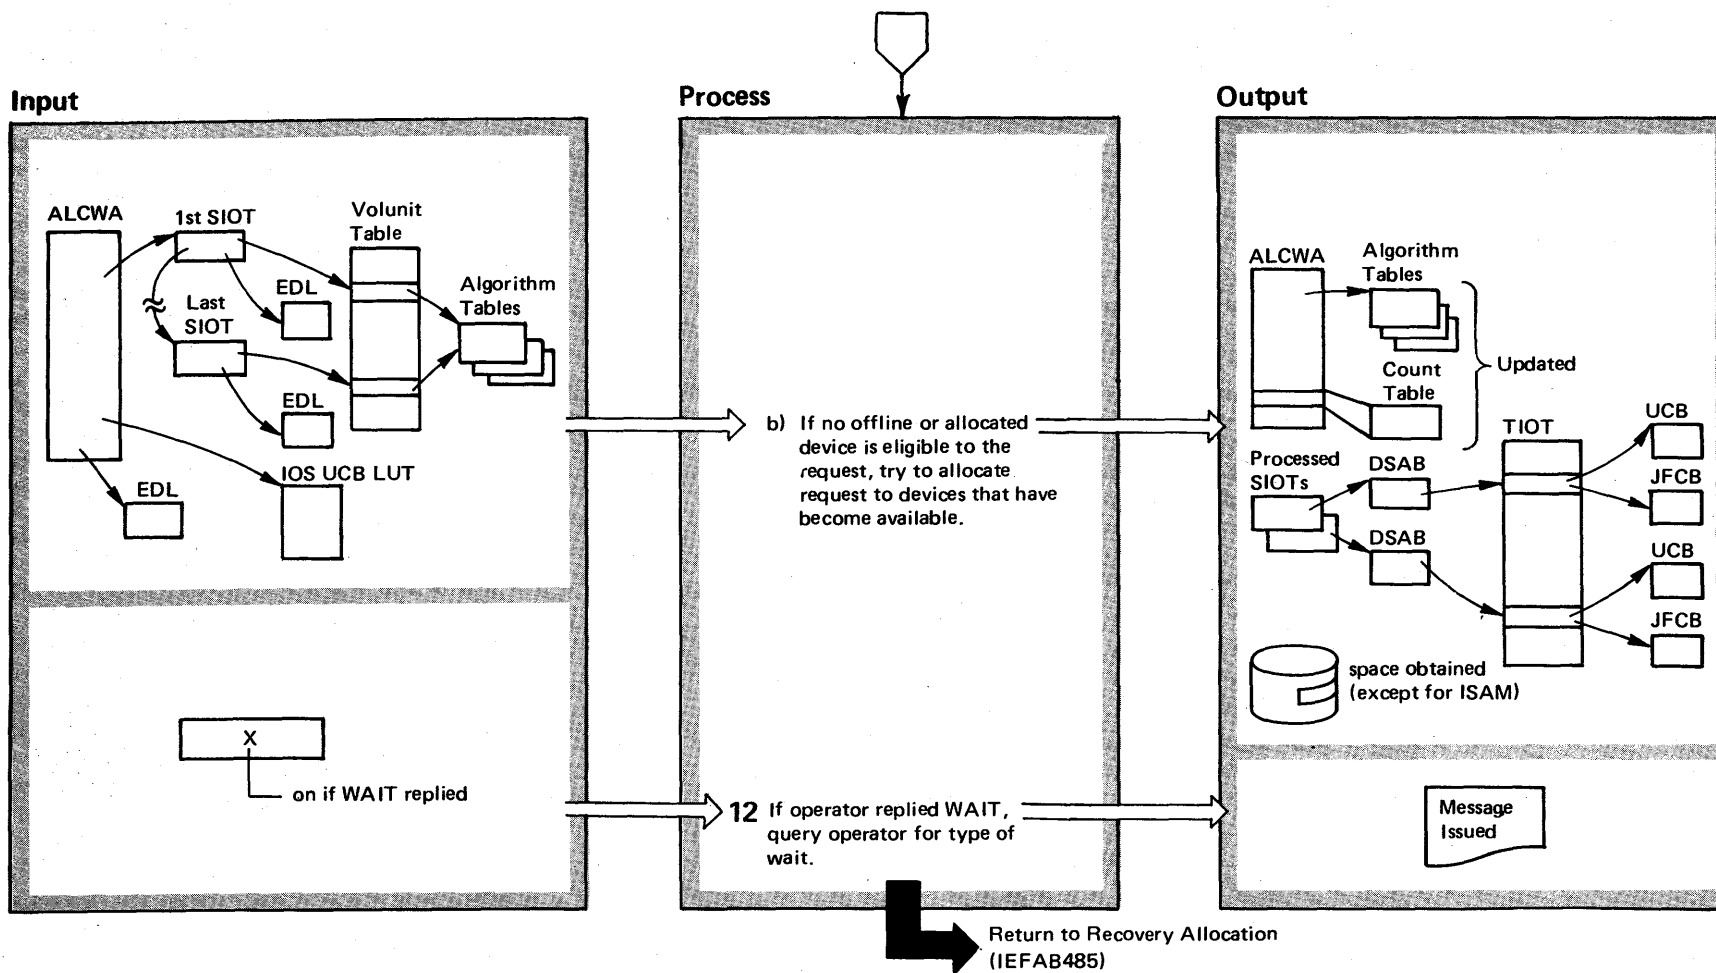 Input
Process
Output
ALCWA
1st SIOT
Volunit
Table
EDL
Algorithm
Tables
Last
SIOT
EDL
IOS UCB LUT
EDL
b) If no offline or allocated
device is eligible to the
request, try to allocate
request to devices that have
become available.
ALCWA
Algorithm
Tables
Updated
Count
Table
TIOT
UCB
Processed
SIOTs
DSAB
JFCB
DSAB
UCB
JFCB
space obtained
(except for ISAM)
X
on if WAIT replied
12 If operator replied WAIT,
query operator for type of
wait.
Message
Issued
Return to Recovery Allocation
(IEFAB485)